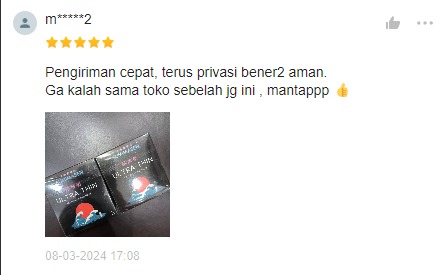 m*****2
Pengiriman cepat, terus privasi bener2 aman.
Ga kalah sama toko sebelah jg ini , mantappp 👍
ULTRA THIN
ULTRA THIN
08-03-2024 17:08